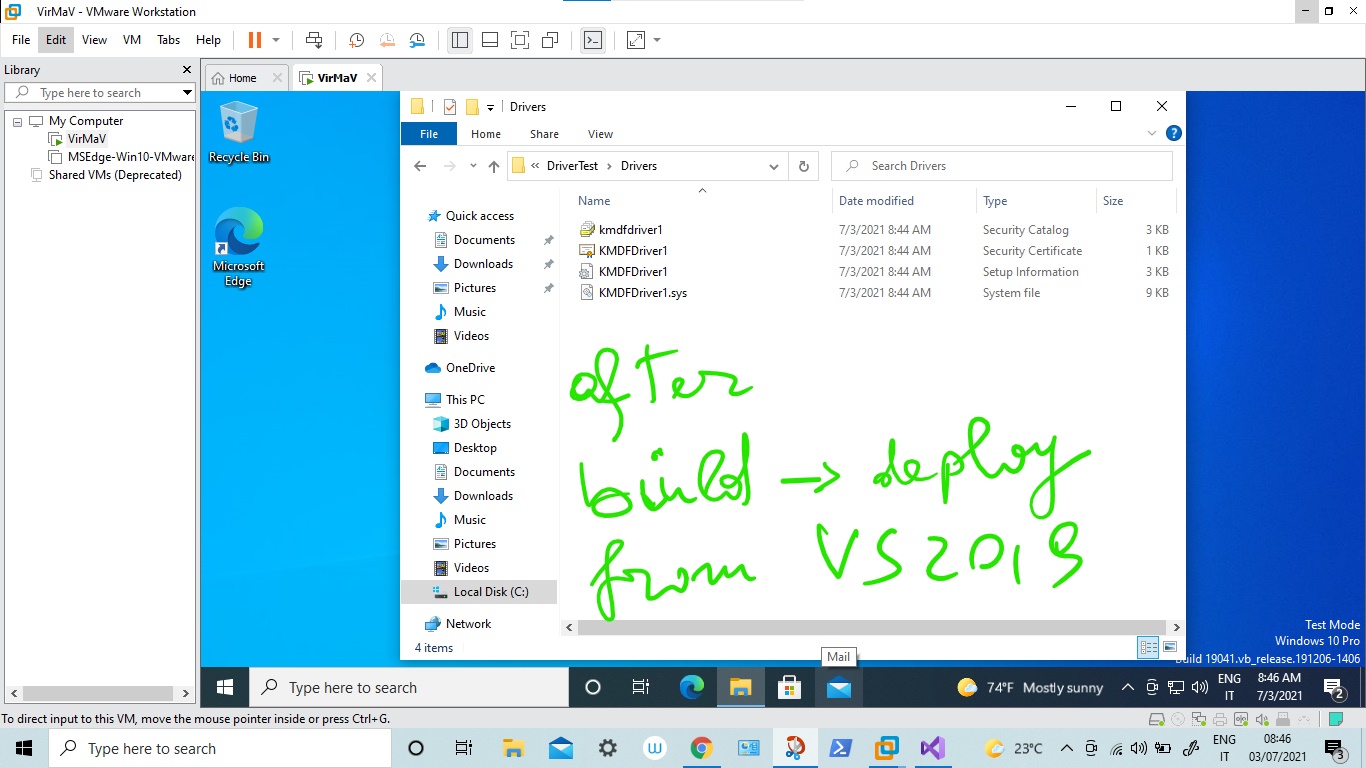 VirMaV - VMware Workstation
File Edit View VM Tabs Help
Library
Type here to search
My Computer
VirMaV
MSEdge-Win10-VMware
Shared VMs (Deprecated)
Home VirMaV
Recycle Bin
Microsoft
Edge
Drivers
File Home Share View
« DriverTest › Drivers
Search Drivers
Name Date modified Type Size
kmdfdriver1 7/3/2021 8:44 AM Security Catalog 3 KB
KMDFDriver1 7/3/2021 8:44 AM Security Certificate 1 KB
KMDFDriver1 7/3/2021 8:44 AM Setup Information 3 KB
KMDFDriver1.sys 7/3/2021 8:44 AM System file 9 KB
Quick access
Documents
Downloads
Pictures
Music
Videos
OneDrive
This PC
3D Objects
Desktop
Documents
Downloads
Music
Pictures
Videos
Local Disk (C:)
Network
4 items
after
build → deploy
from VS2019
Mail
Test Mode
Windows 10 Pro
Build 19041.vb_release.191206-1406
Type here to search
74°F Mostly sunny
ENG
IT
8:46 AM
7/3/2021
2
To direct input to this VM, move the mouse pointer inside or press Ctrl+G.
Type here to search
23°C
ENG
IT
08:46
03/07/2021
3